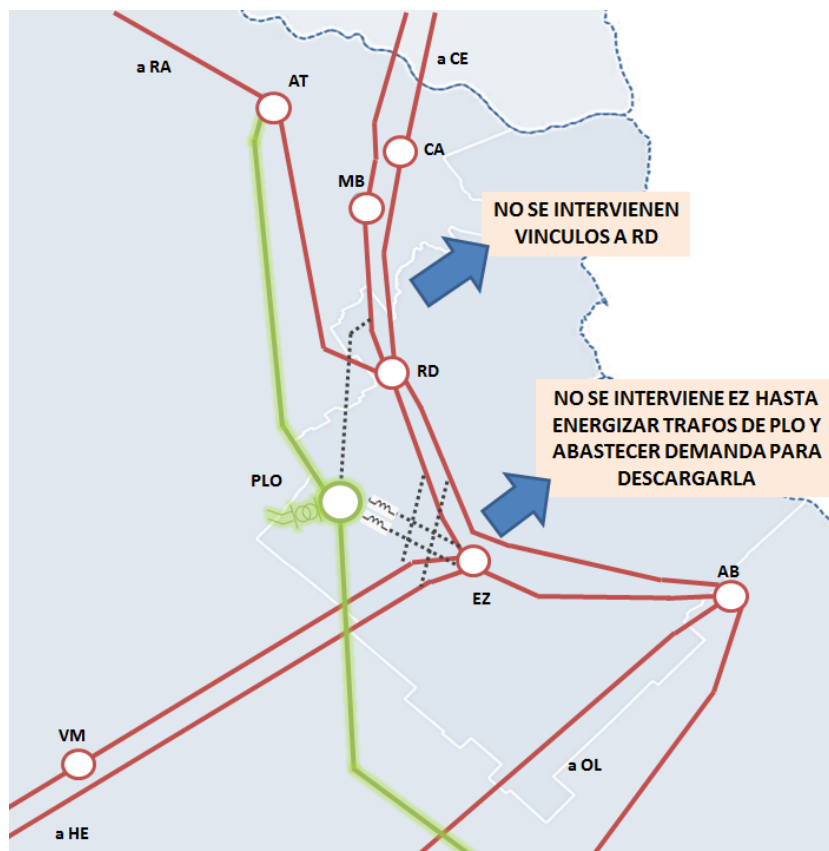 a RA
AT
a CE
CA
MB
NO SE INTERVIENEN
VINCULOS A RD
RD
NO SE INTERVIENE EZ HASTA
ENERGIZAR TRAFOS DE PLO Y
ABASTECER DEMANDA PARA
DESCARGARLA
PLO
AB
EZ
VM
a OL
a HE